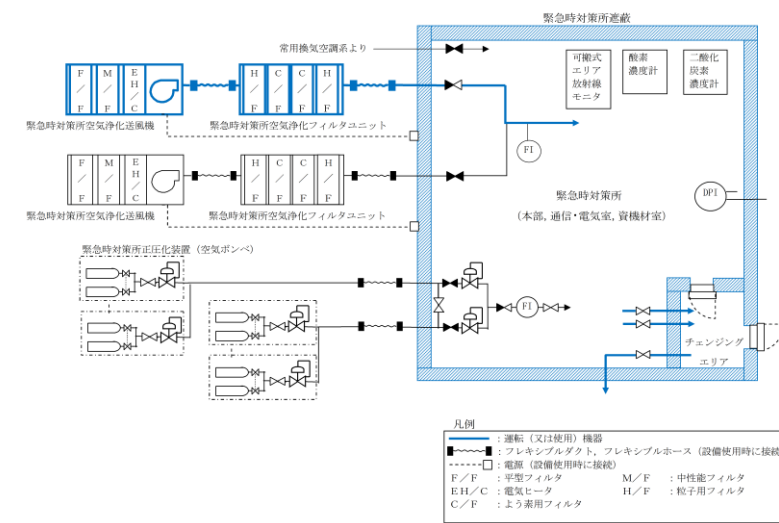 緊急時対策所遮蔽
常用換気空調系より
可搬式
エリア
放射線
モニタ
酸素
濃度計
二酸化
炭素
濃度計
F/F
M/F
EH/C
H/F
C/F
C/F
H/F
緊急時対策所空気浄化送風機
緊急時対策所空気浄化フィルタユニット
FI
F/F
M/F
EH/C
H/F
C/F
C/F
H/F
緊急時対策所空気浄化送風機
緊急時対策所空気浄化フィルタユニット
緊急時対策所
(本部, 通信・電気室, 資機材室)
DPI
緊急時対策所正圧化装置(空気ボンベ)
FI
チェンジング
エリア
凡例
:運転(又は使用)機器
:フレキシブルダクト,フレキシブルホース(設備使用時に接続
:電源(設備使用時に接続)
F/F :平型フィルタ M/F :中性能フィルタ
EH/C :電気ヒータ H/F :粒子用フィルタ
C/F :よう素用フィルタ